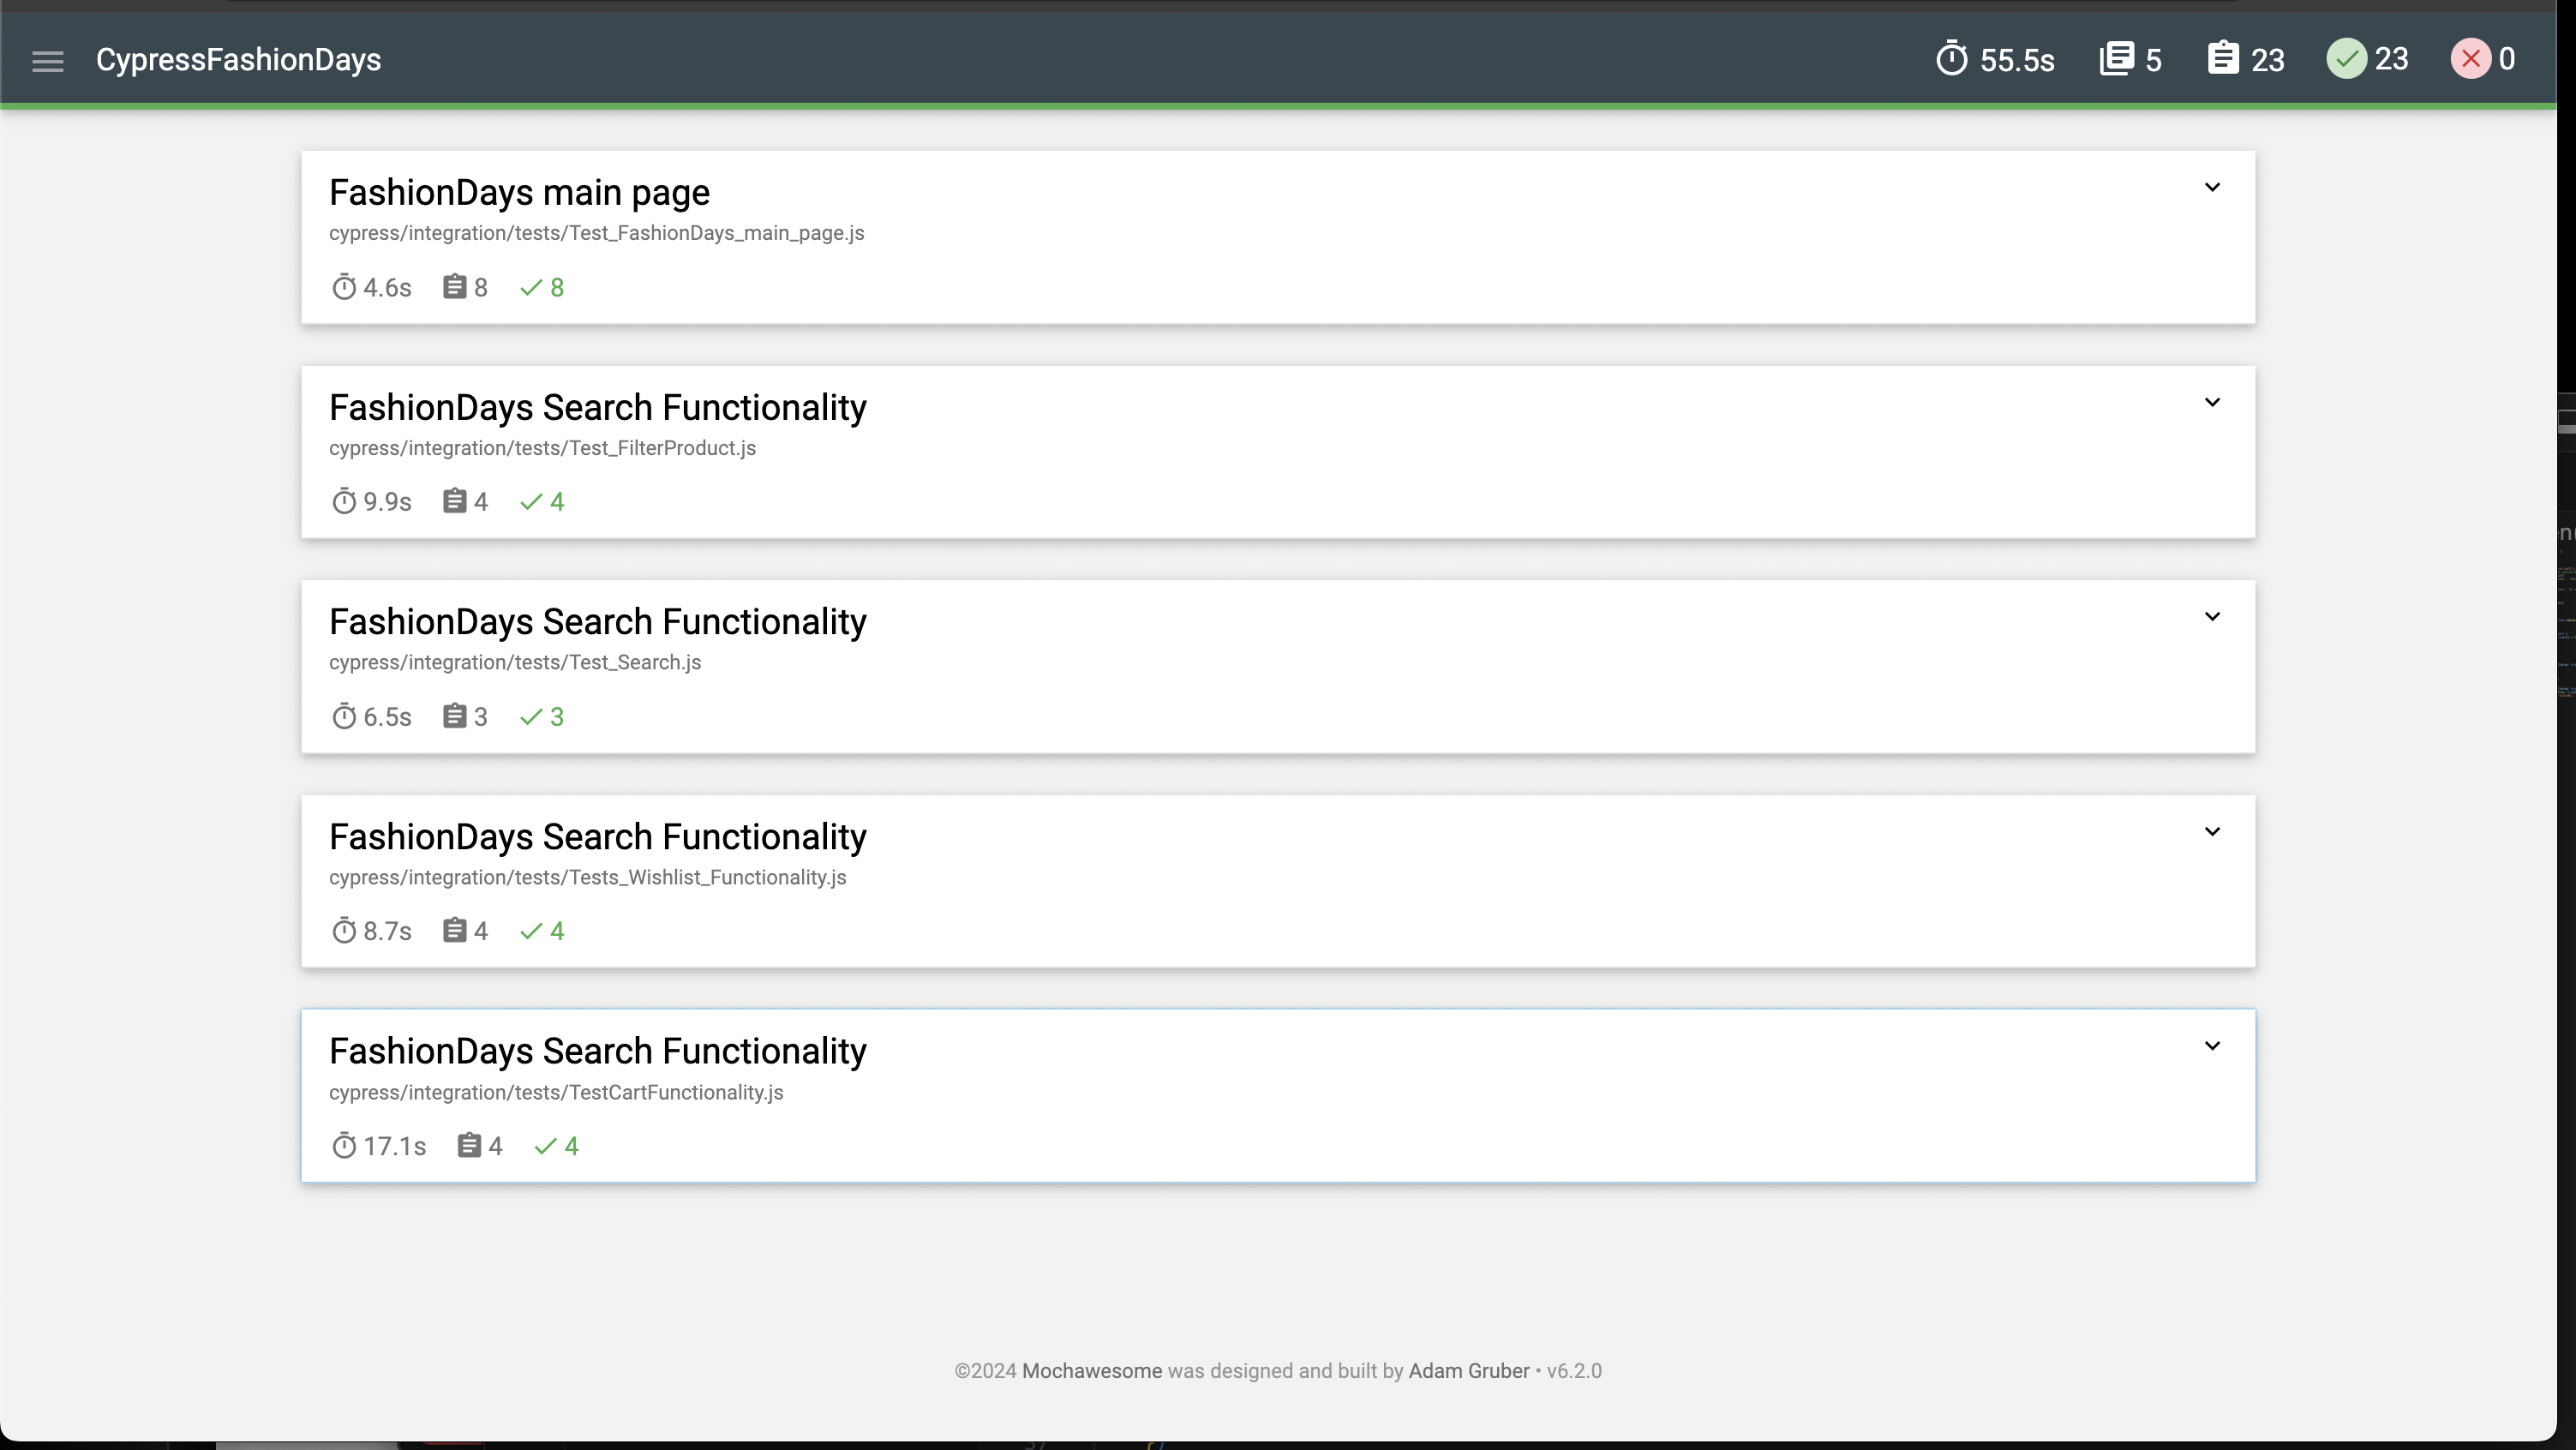 CypressFashionDays
55.5s 5 23 23 0
FashionDays main page
cypress/integration/tests/Test_FashionDays_main_page.js
4.6s 8 8
FashionDays Search Functionality
cypress/integration/tests/Test_FilterProduct.js
9.9s 4 4
FashionDays Search Functionality
cypress/integration/tests/Test_Search.js
6.5s 3 3
FashionDays Search Functionality
cypress/integration/tests/Tests_Wishlist_Functionality.js
8.7s 4 4
FashionDays Search Functionality
cypress/integration/tests/TestCartFunctionality.js
17.1s 4 4
©2024 Mochawesome was designed and built by Adam Gruber • v6.2.0